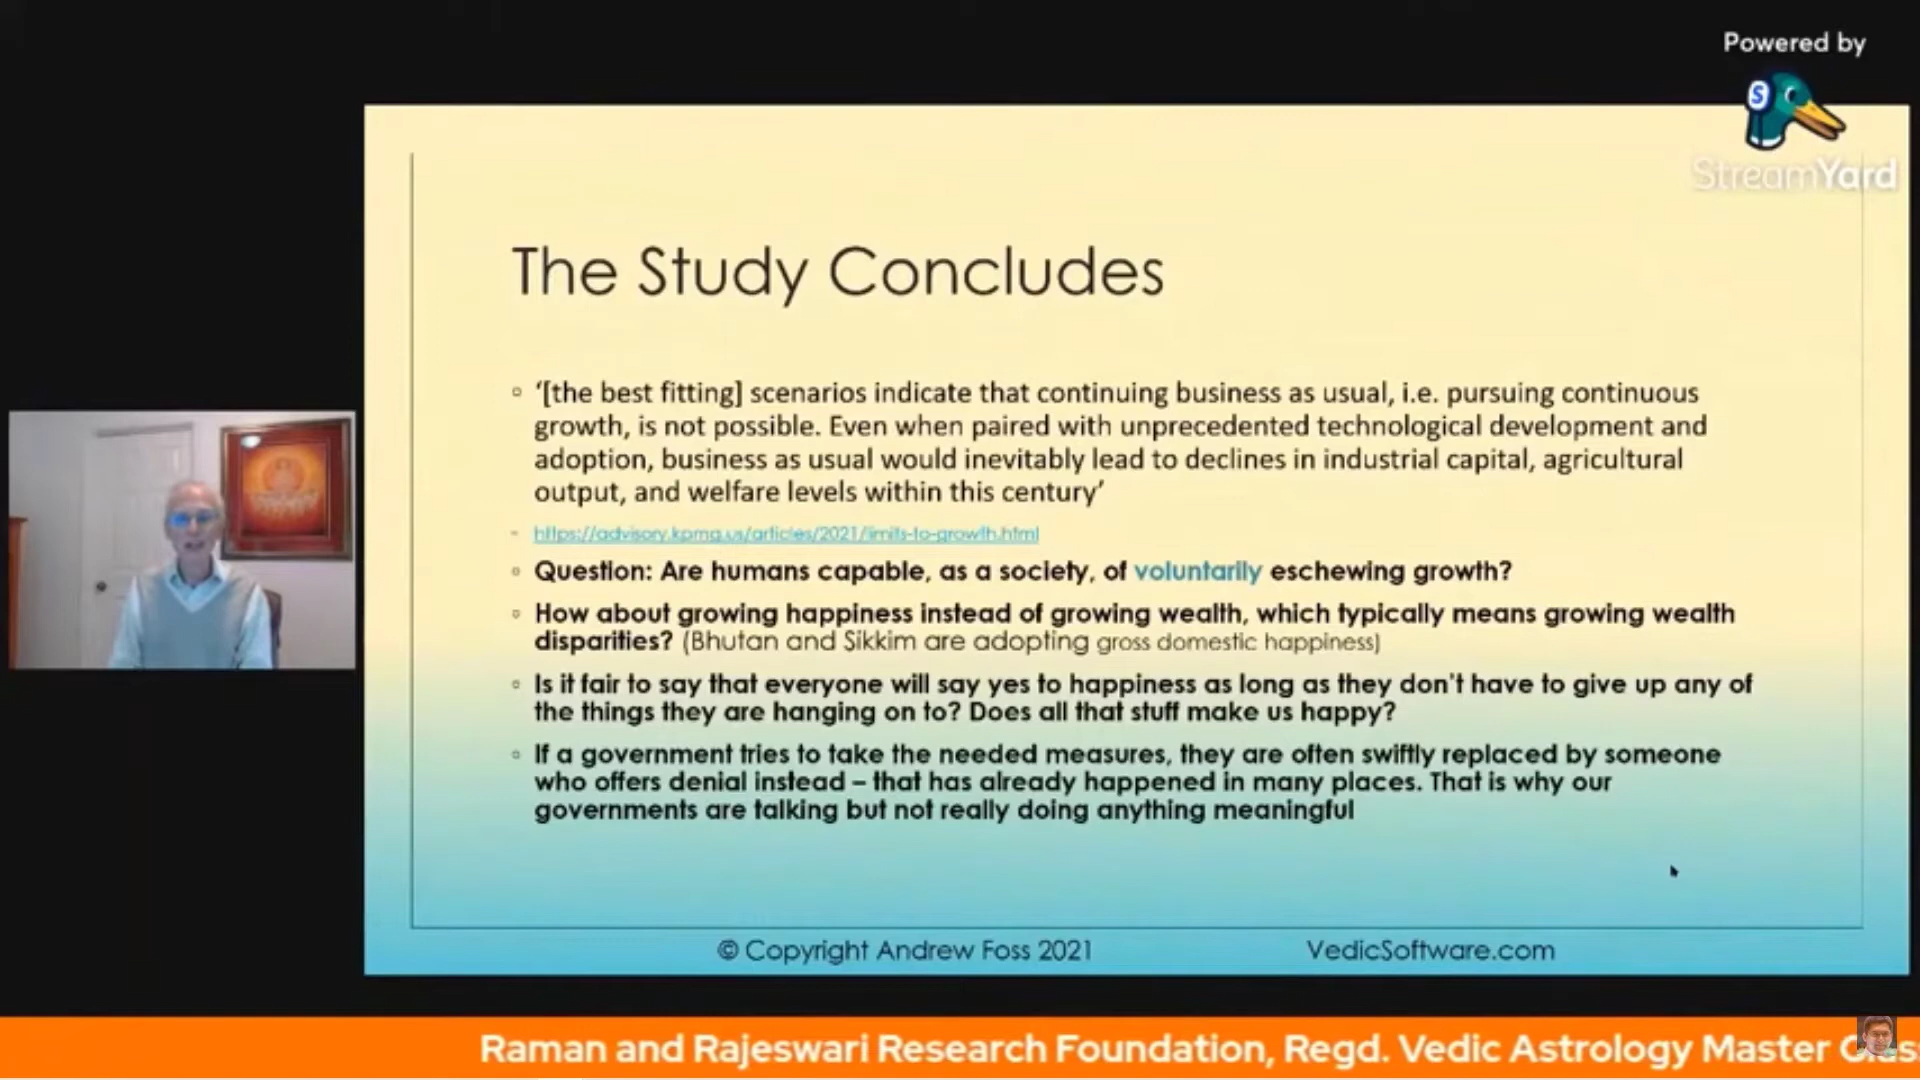 Powered by
StreamYard
The Study Concludes
'[the best fitting] scenarios indicate that continuing business as usual, i.e. pursuing continuous
growth, is not possible. Even when paired with unprecedented technological development and
adoption, business as usual would inevitably lead to declines in industrial capital, agricultural
output, and welfare levels within this century'
https://advisory.kpmg.us/articles/2021/limits-to-growth.html
Question: Are humans capable, as a society, of voluntarily eschewing growth?
How about growing happiness instead of growing wealth, which typically means growing wealth
disparities? (Bhutan and Sikkim are adopting gross domestic happiness)
Is it fair to say that everyone will say yes to happiness as long as they don't have to give up any of
the things they are hanging on to? Does all that stuff make us happy?
If a government tries to take the needed measures, they are often swiftly replaced by someone
who offers denial instead – that has already happened in many places. That is why our
governments are talking but not really doing anything meaningful
© Copyright Andrew Foss 2021 VedicSoftware.com
Raman and Rajeswari Research Foundation, Regd. Vedic Astrology Master